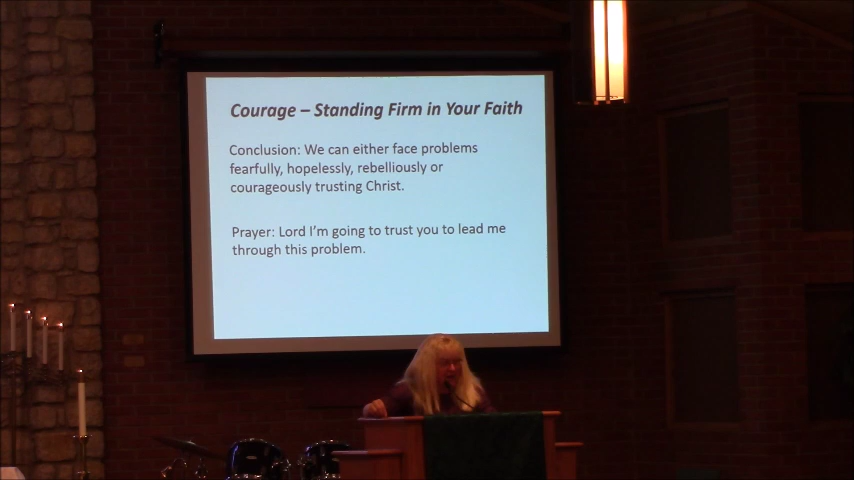 Courage – Standing Firm in Your Faith
Conclusion: We can either face problems
fearfully, hopelessly, rebelliously or
courageously trusting Christ.
Prayer: Lord I'm going to trust you to lead me
through this problem.